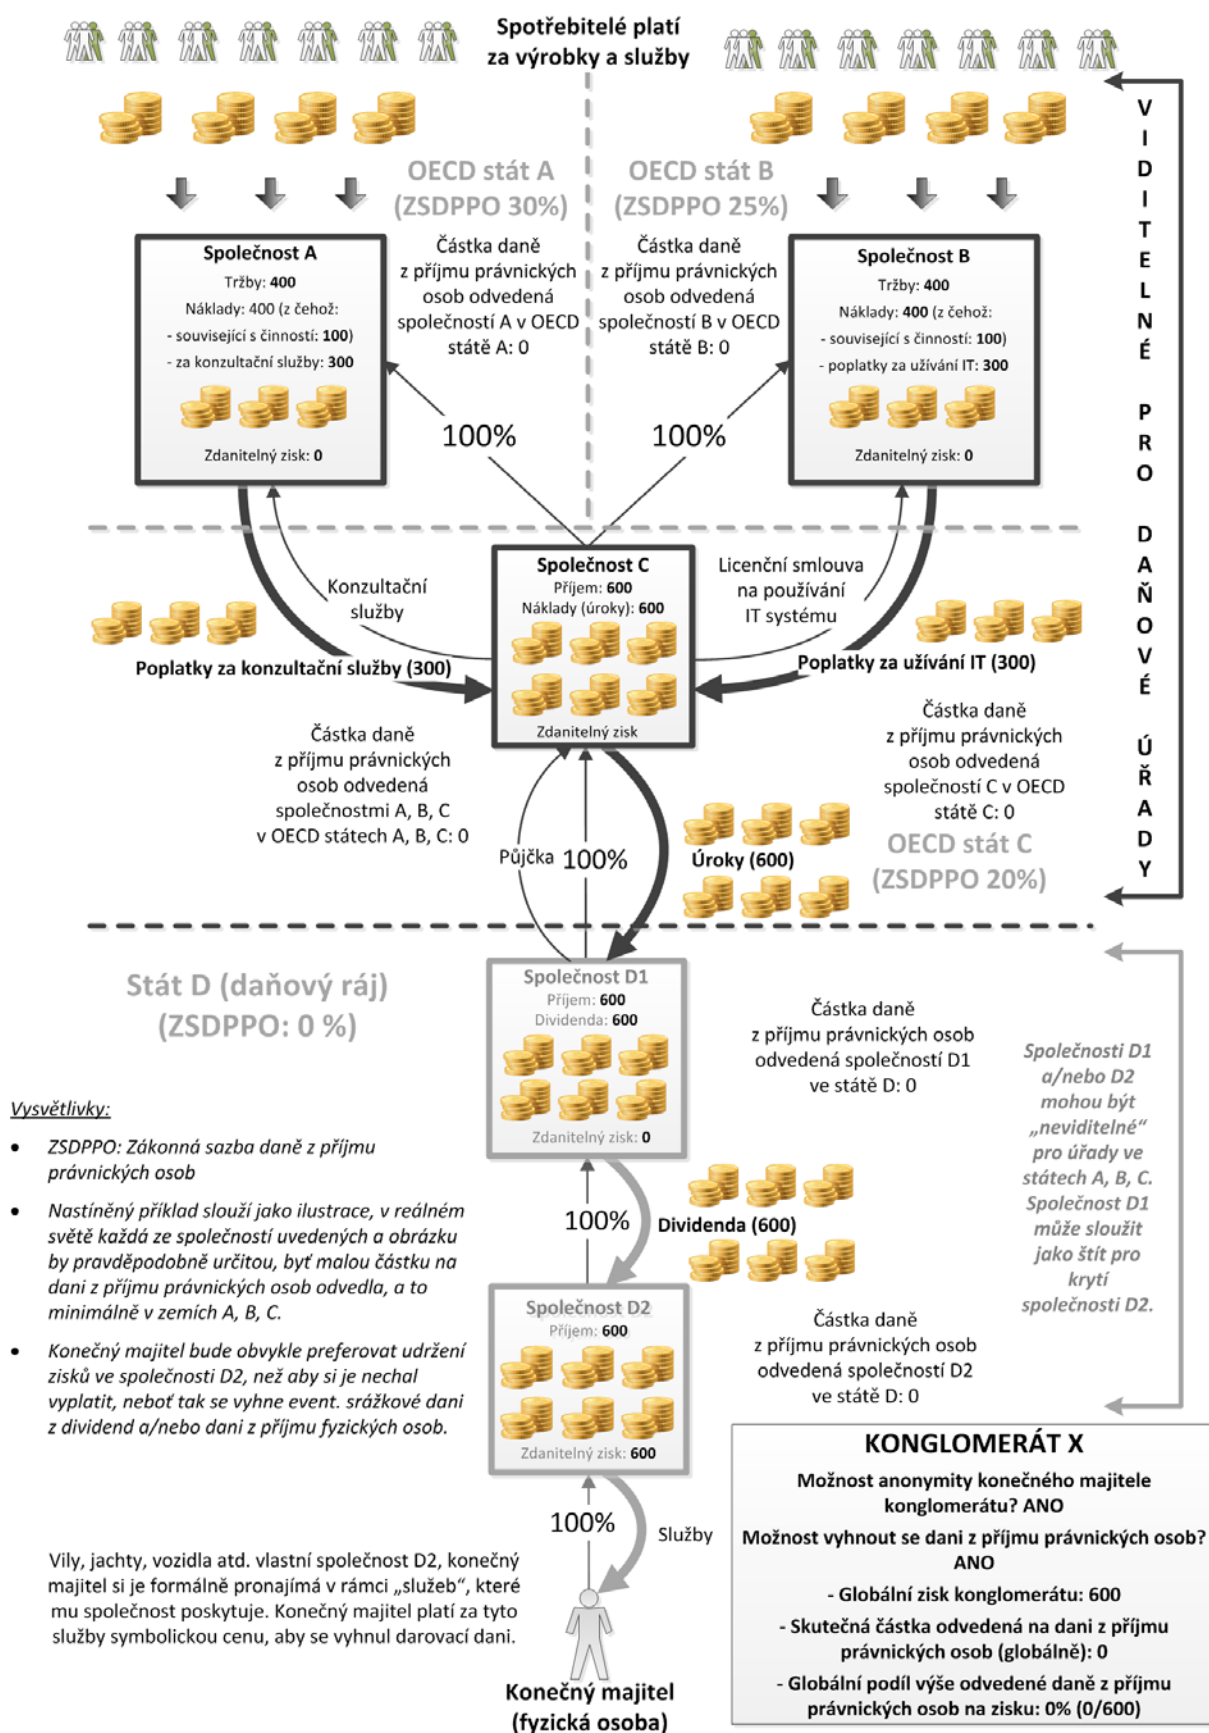 Spotřebitelé platí
za výrobky a služby
OECD stát A
(ZSDPPO 30%)
OECD stát B
(ZSDPPO 25%)
Společnost A
Tržby: 400
Náklady: 400 (z čehož:
- související s činností: 100)
- za konzultační služby: 300
Zdanitelný zisk: 0
Částka daně
z příjmu právnických
osob odvedená
společností A v OECD
státě A: 0
Částka daně
z příjmu právnických
osob odvedená
společností B v OECD
státě B: 0
Společnost B
Tržby: 400
Náklady: 400 (z čehož:
- související s činností: 100)
- poplatky za užívání IT: 300
Zdanitelný zisk: 0
VIDITELNÉ PRO DAŇOVÉ ÚŘADY
100%
100%
Konzultační
služby
Společnost C
Příjem: 600
Náklady (úroky): 600
Zdanitelný zisk
Licenční smlouva
na používání
IT systému
Poplatky za konzultační služby (300)
Poplatky za užívání IT (300)
Částka daně
z příjmu právnických
osob odvedená
společnostmi A, B, C
v OECD státech A, B, C: 0
Částka daně
z příjmu právnických
osob odvedená
společností C v OECD
státě C: 0
Půjčka
100%
Úroky (600)
OECD stát C
(ZSDPPO 20%)
Stát D (daňový ráj)
(ZSDPPO: 0 %)
Společnost D1
Příjem: 600
Dividenda: 600
Zdanitelný zisk: 0
Částka daně
z příjmu právnických osob
odvedená společností D1
ve státě D: 0
Společnosti D1
a/nebo D2
mohou být
„neviditelné“
pro úřady ve
státech A, B, C.
Společnost D1
může sloužit
jako štít pro
krytí
společnosti D2.
Vysvětlivky:
• ZSDPPO: Zákonná sazba daně z příjmu
právnických osob
• Nastíněný příklad slouží jako ilustrace, v reálném
světě každá ze společností uvedených a obrázku
by pravděpodobně určitou, byť malou částku na
dani z příjmu právnických osob odvedla, a to
minimálně v zemích A, B, C.
• Konečný majitel bude obvykle preferovat udržení
zisků ve společnosti D2, než aby si je nechal
vyplatit, neboť tak se vyhne event. srážkové dani
z dividend a/nebo dani z příjmu fyzických osob.
100%
Dividenda (600)
Společnost D2
Příjem: 600
Zdanitelný zisk: 600
Částka daně
z příjmu právnických osob
odvedená společností D2
ve státě D: 0
100%
Služby
Vily, jachty, vozidla atd. vlastní společnost D2, konečný
majitel si je formálně pronajímá v rámci „služeb“, které
mu společnost poskytuje. Konečný majitel platí za tyto
služby symbolickou cenu, aby se vyhnul darovací dani.
Konečný majitel
(fyzická osoba)
KONGLOMERÁT X
Možnost anonymity konečného majitele
konglomerátu? ANO
Možnost vyhnout se dani z příjmu právnických osob?
ANO
- Globální zisk konglomerátu: 600
- Skutečná částka odvedená na dani z příjmu
právnických osob (globálně): 0
- Globální podíl výše odvedené daně z příjmu
právnických osob na zisku: 0% (0/600)